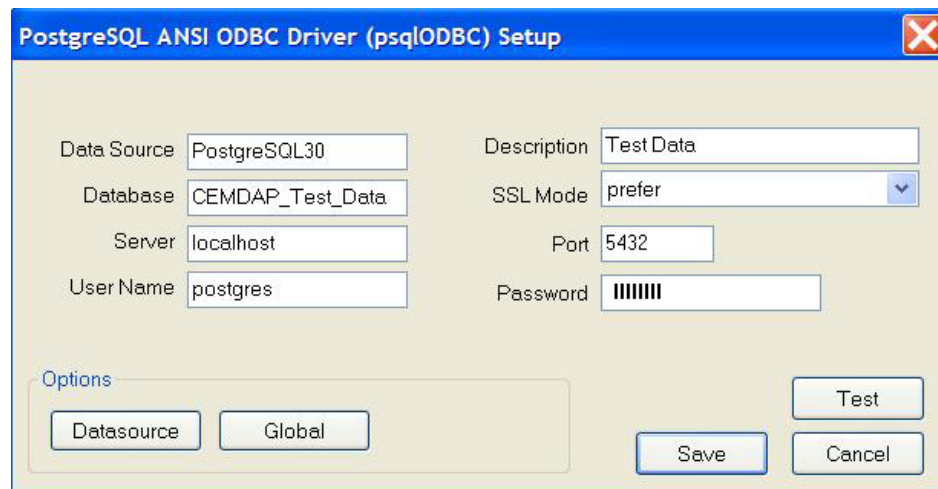 PostgreSQL ANSI ODBC Driver (psqlODBC) Setup
Data Source PostgreSQL30
Description Test Data
Database CEMDAP_Test_Data
SSL Mode prefer
Server localhost
Port 5432
User Name postgres
Password
Options
Datasource
Global
Test
Save
Cancel